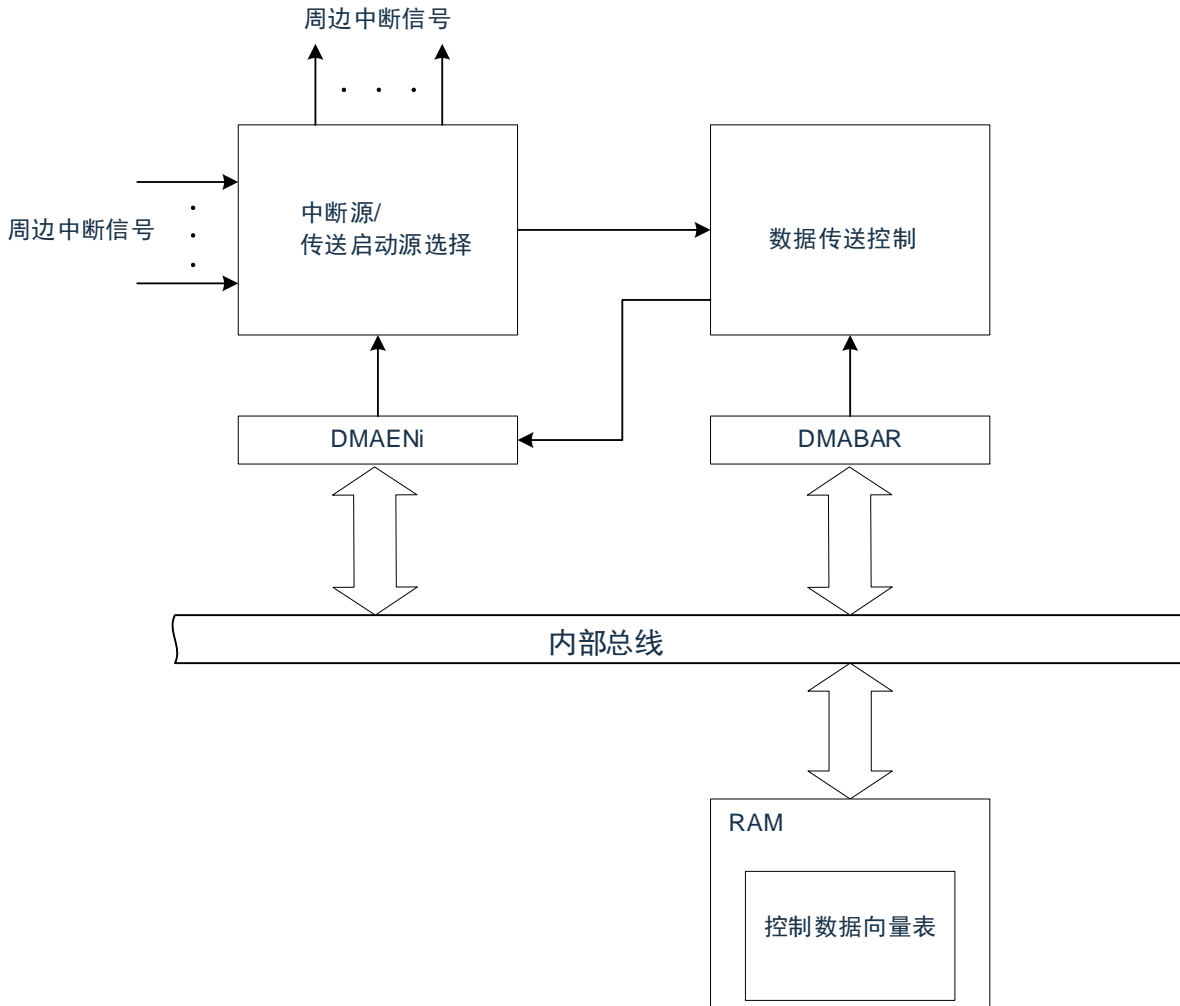 周边中断信号
周边中断信号
中断源/
传送启动源选择
数据传送控制
DMAENi
DMABAR
内部总线
RAM
控制数据向量表